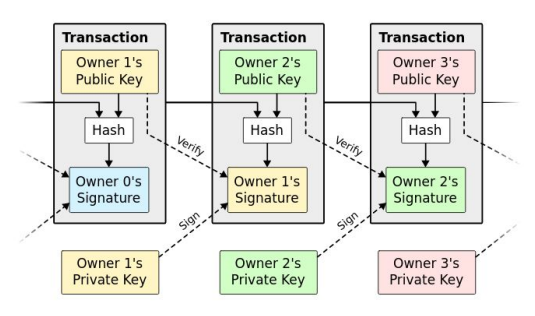 Transaction
Owner 1's
Public Key
Hash
Owner 0's
Signature
Transaction
Owner 2's
Public Key
Hash
Owner 1's
Signature
Transaction
Owner 3's
Public Key
Hash
Owner 2's
Signature
Verify
Verify
Sign
Sign
Owner 1's
Private Key
Owner 2's
Private Key
Owner 3's
Private Key